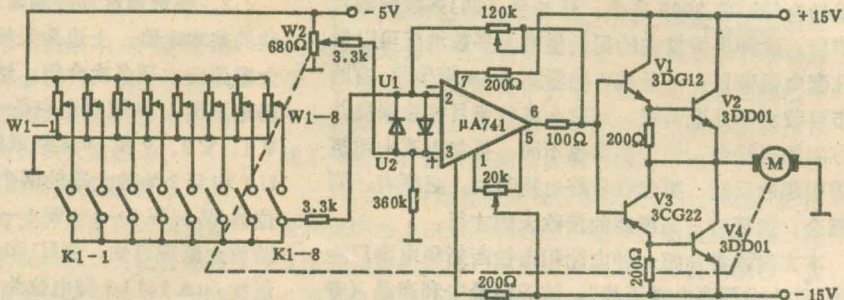 - 5V
W2
680Ω
3.3k
120k
+ 15V
200Ω
V1
3DG12
V2
3DD01
U1
U2
-
+
2
3
7
μA741
6
5
1
100Ω
200Ω
M
W1-1
W1-8
20k
360k
3.3k
V3
3CG22
V4
3DD01
200Ω
K1-1
K1-8
200Ω
- 15V